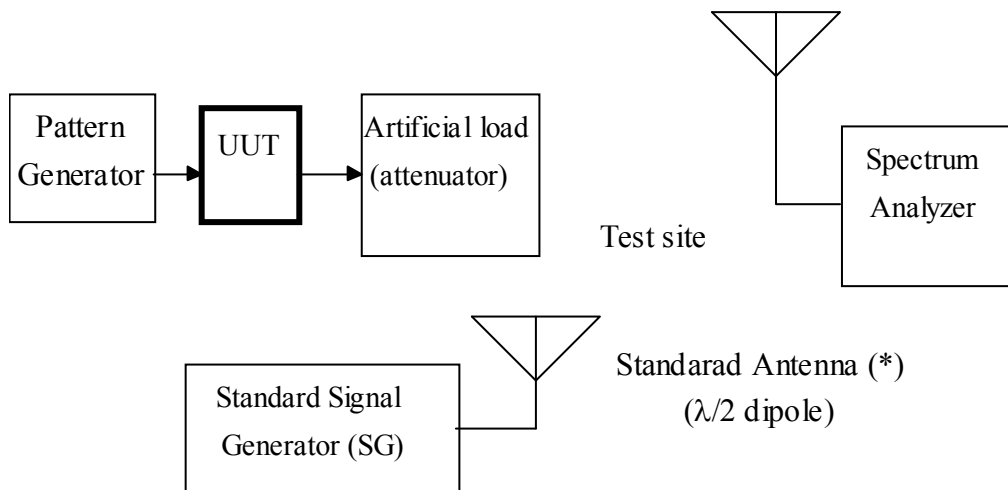 Pattern
Generator
UUT
Artificial load
(attenuator)
Spectrum
Analyzer
Test site
Standard Signal
Generator (SG)
Standarad Antenna (*)
(λ/2 dipole)